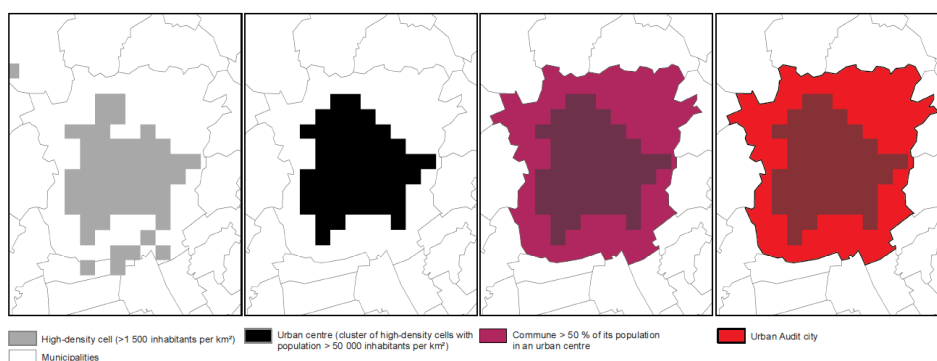 High-density cell (>1 500 inhabitants per km²)
Municipalities
Urban centre (cluster of high-density cells with
population > 50 000 inhabitants per km²)
Commune > 50 % of its population
in an urban centre
Urban Audit city